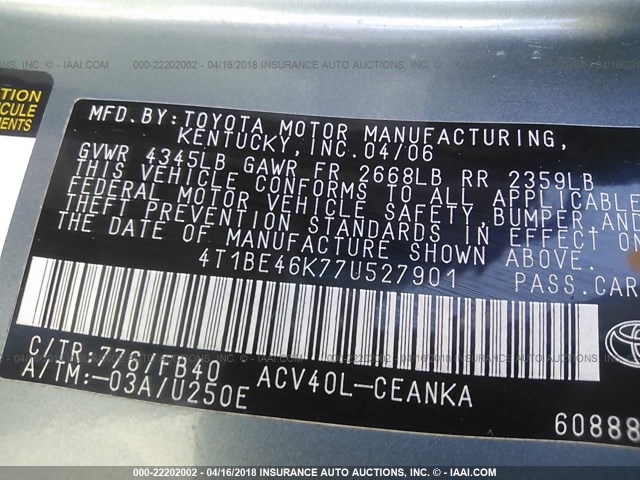 000-22202002 - 04/16/2018 - INSURANCE AUTO AUCTIONS, INC. - IAAI.COM
MFD.BY:TOYOTA MOTOR MANUFACTURING,
KENTUCKY,INC.04/06
GVWR 4345LB GAWR FR 2668LB RR 2359LB
THIS VEHICLE CONFORMS TO ALL APPLICABLE
FEDERAL MOTOR VEHICLE SAFETY,BUMPER AND
THEFT PREVENTION STANDARDS IN EFFECT ON
THE DATE OF MANUFACTURE SHOWN ABOVE.
4T1BE46K77U527901
PASS.CAR
C/TR:776/FB40
A/TM:-03A/U250E
ACV40L-CEANKA
60888
000-22202002 - 04/16/2018 - INSURANCE AUTO AUCTIONS, INC. - IAAI.COM